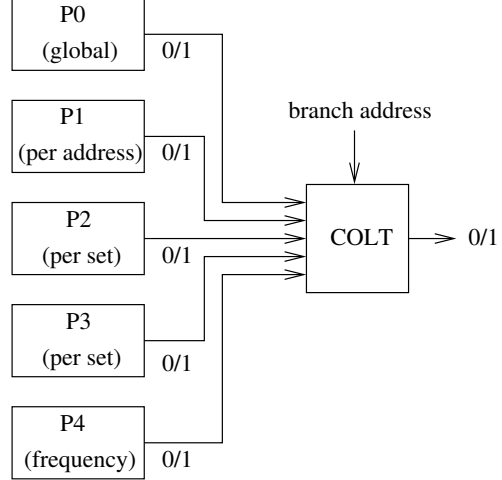 P0
(global)
0/1
P1
(per address)
0/1
P2
(per set)
0/1
P3
(per set)
0/1
P4
(frequency)
0/1
branch address
COLT
0/1